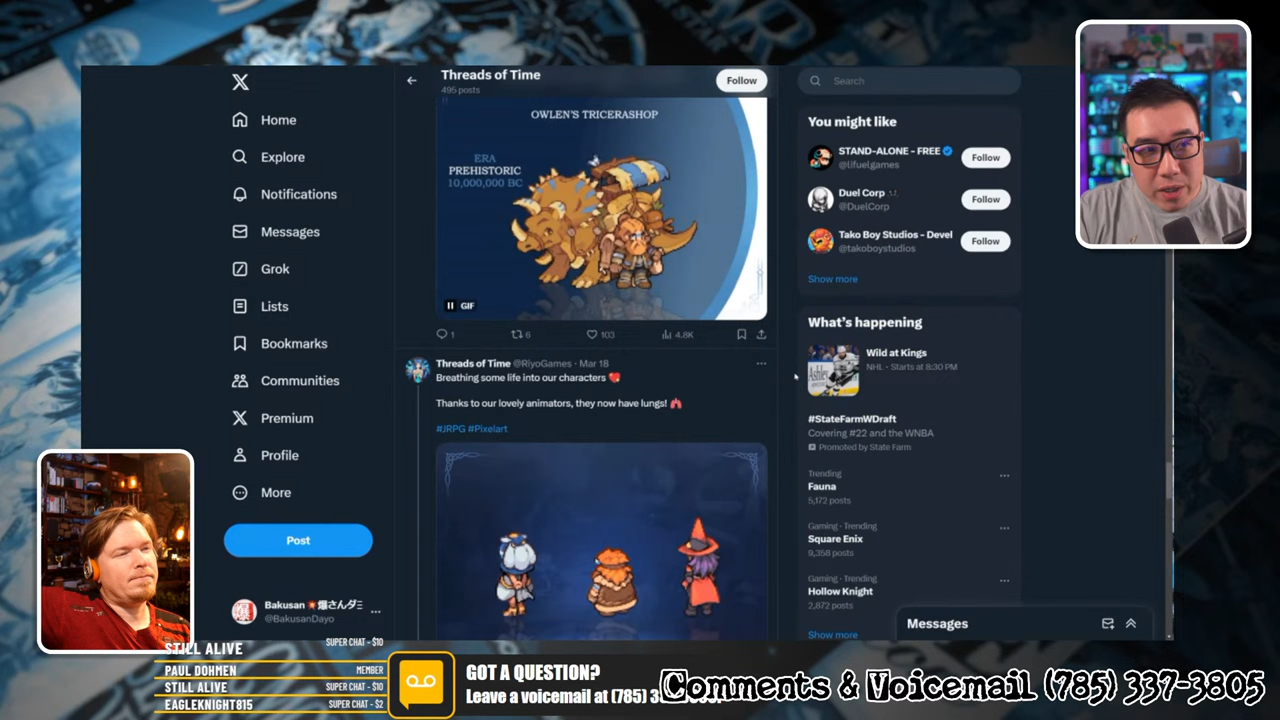 Home
Explore
Notifications
Messages
Grok
Lists
Bookmarks
Communities
Premium
Profile
More
Post
Bakusan 💥爆さんダ
@BakusanDayo
Threads of Time
495 posts
Follow
OWLEN'S TRICERASHOP
ERA
PREHISTORIC
10,000,000 BC
GIF
1
6
103
4.8K
Threads of Time @RiyoGames · Mar 18
Breathing some life into our characters 💖
Thanks to our lovely animators, they now have lungs! 🫁
#JRPG #Pixelart
Search
You might like
STAND-ALONE - FREE
@lifuelgames
Follow
Duel Corp
@DuelCorp
Follow
Tako Boy Studios - Devel
@takoboystudios
Follow
Show more
What's happening
Wild at Kings
NHL · Starts at 8:30 PM
#StateFarmWDraft
Covering #22 and the WNBA
Promoted by State Farm
Trending
Fauna
5,172 posts
Gaming · Trending
Square Enix
9,358 posts
Gaming · Trending
Hollow Knight
2,872 posts
Show more
Messages
STILL ALIVE SUPER CHAT - $10
PAUL DOHMEN MEMBER
STILL ALIVE SUPER CHAT - $10
EAGLEKNIGHT815 SUPER CHAT - $2
GOT A QUESTION?
Leave a voicemail at (785)
Comments & Voicemail (785) 337-3805